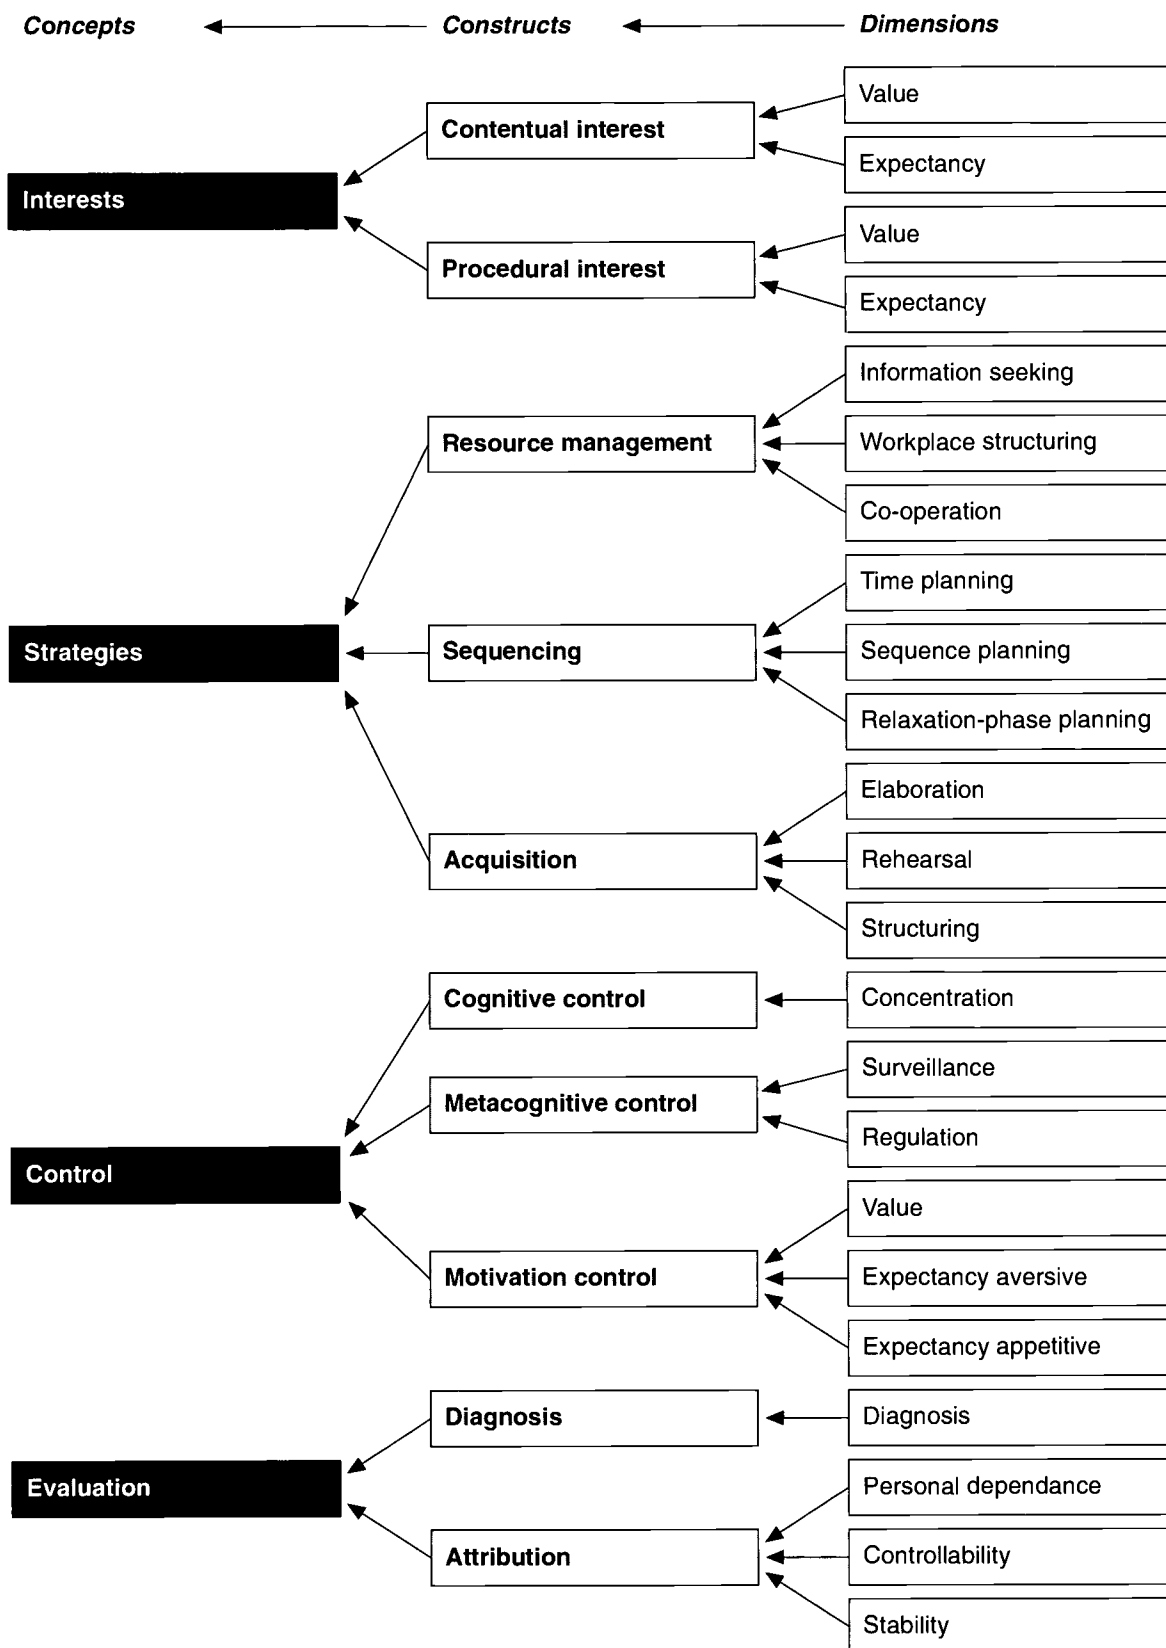 Concepts
Constructs
Dimensions
Value
Contentual interest
Expectancy
Interests
Value
Procedural interest
Expectancy
Information seeking
Resource management
Workplace structuring
Co-operation
Time planning
Strategies
Sequencing
Sequence planning
Relaxation-phase planning
Elaboration
Acquisition
Rehearsal
Structuring
Cognitive control
Concentration
Surveillance
Metacognitive control
Regulation
Control
Value
Motivation control
Expectancy aversive
Expectancy appetitive
Diagnosis
Diagnosis
Evaluation
Personal dependance
Attribution
Controllability
Stability